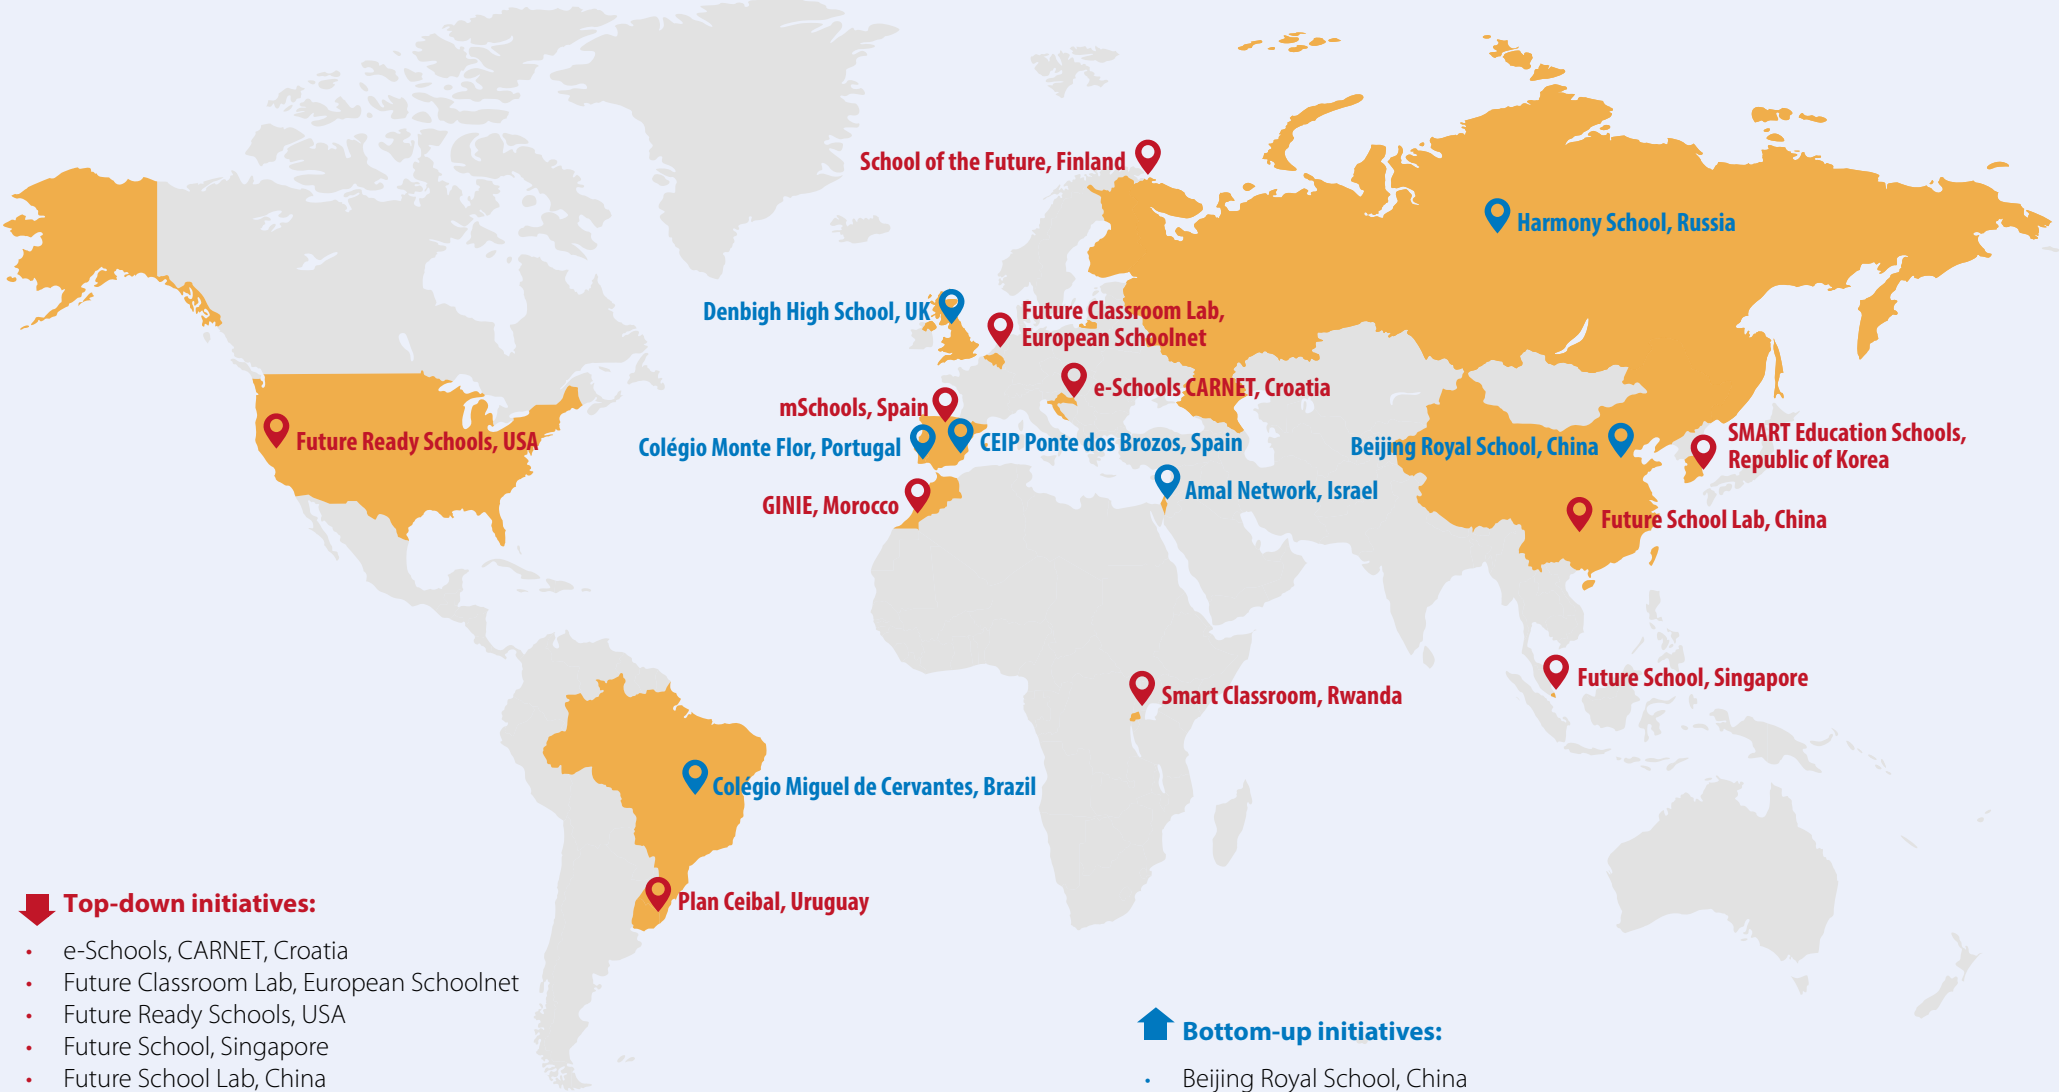 School of the Future, Finland
Harmony School, Russia
Denbigh High School, UK
Future Classroom Lab,
European Schoolnet
e-Schools CARNET, Croatia
mSchools, Spain
Future Ready Schools, USA
Colégio Monte Flor, Portugal
CEIP Ponte dos Brozos, Spain
Beijing Royal School, China
SMART Education Schools,
Republic of Korea
Amal Network, Israel
GINIE, Morocco
Future School Lab, China
Future School, Singapore
Smart Classroom, Rwanda
Colégio Miguel de Cervantes, Brazil
Plan Ceibal, Uruguay
Top-down initiatives:
• e-Schools, CARNET, Croatia
• Future Classroom Lab, European Schoolnet
• Future Ready Schools, USA
• Future School, Singapore
• Future School Lab, China
Bottom-up initiatives:
• Beijing Royal School, China